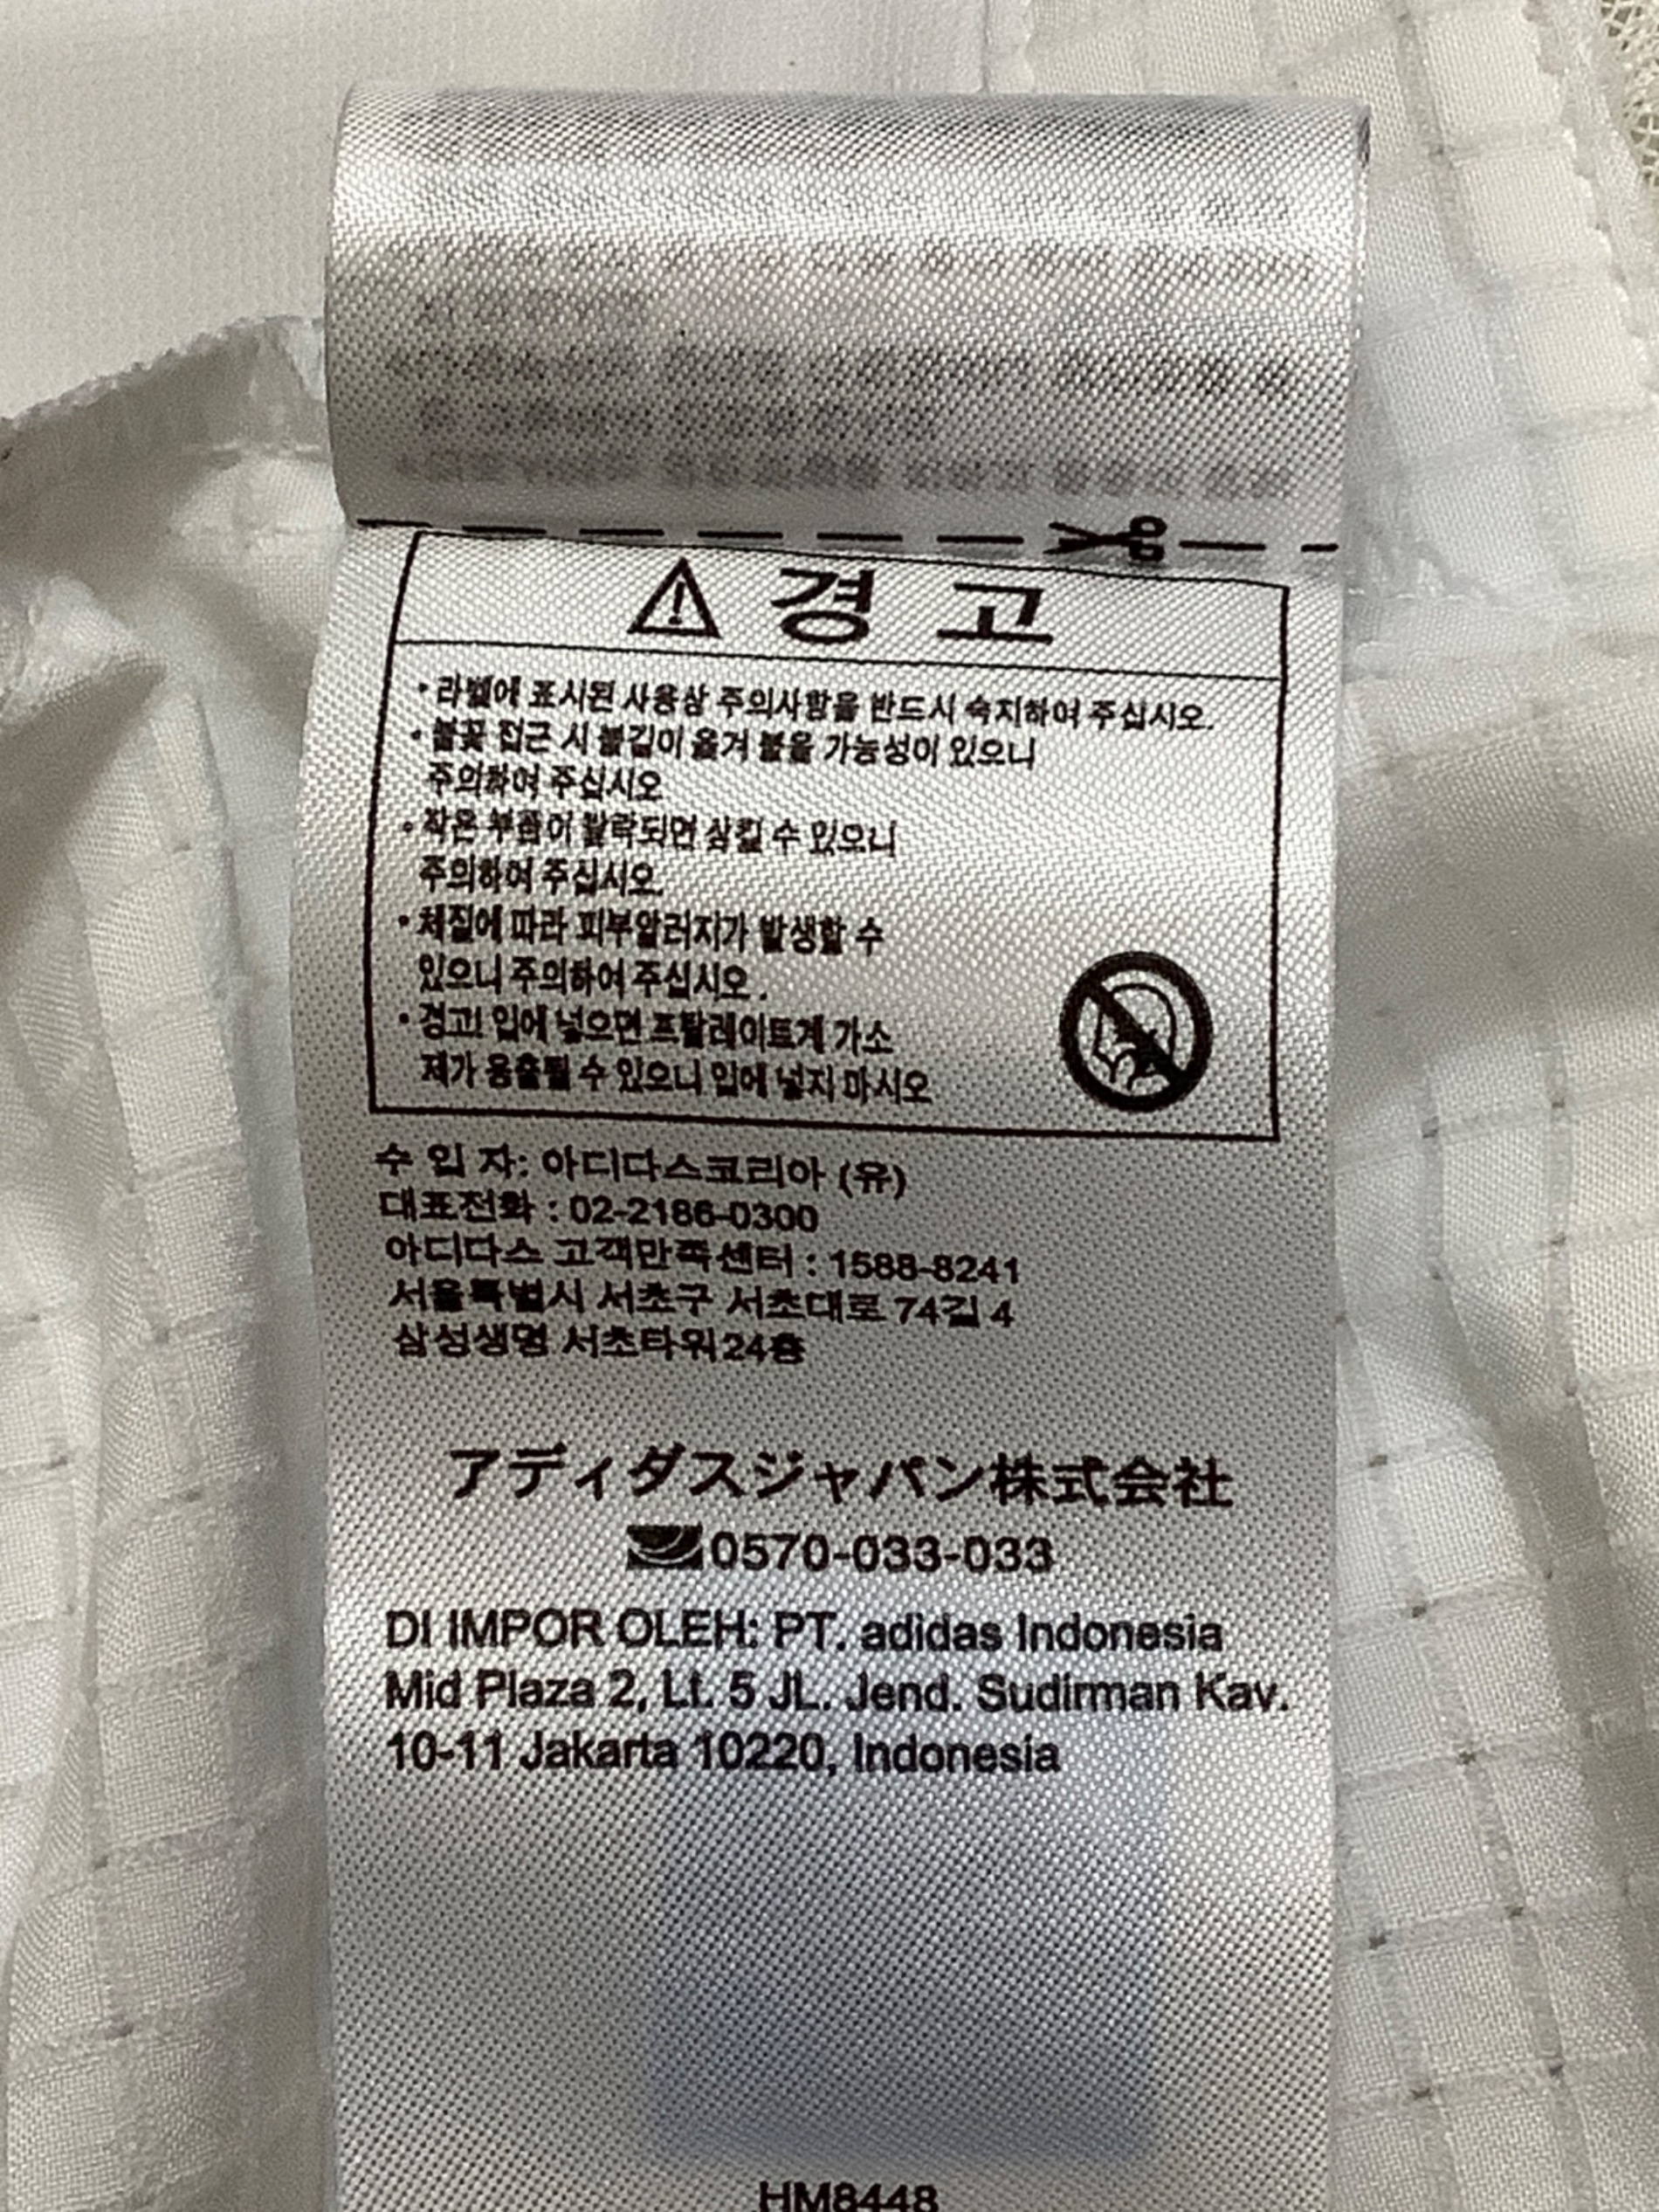 경 고
• 라벨에 표시된 사용상 주의사항을 반드시 숙지하여 주십시오.
• 불꽃 접근 시 불길이 옮겨 붙을 가능성이 있으니
주의하여 주십시오
• 작은 부품이 탈락되면 삼킬 수 있으니
주의하여 주십시오.
• 체질에 따라 피부알러지가 발생할 수
있으니 주의하여 주십시오 .
• 경고! 입에 넣으면 프탈레이트계 가소
제가 용출될 수 있으니 입에 넣지 마시오
수 입 자: 아디다스코리아 (유)
대표전화 : 02-2186-0300
아디다스 고객만족센터 : 1588-8241
서울특별시 서초구 서초대로 74길 4
삼성생명 서초타워24층
アディダスジャパン株式会社
0570-033-033
DI IMPOR OLEH: PT. adidas Indonesia
Mid Plaza 2, Lt. 5 JL. Jend. Sudirman Kav.
10-11 Jakarta 10220, Indonesia
HM8448